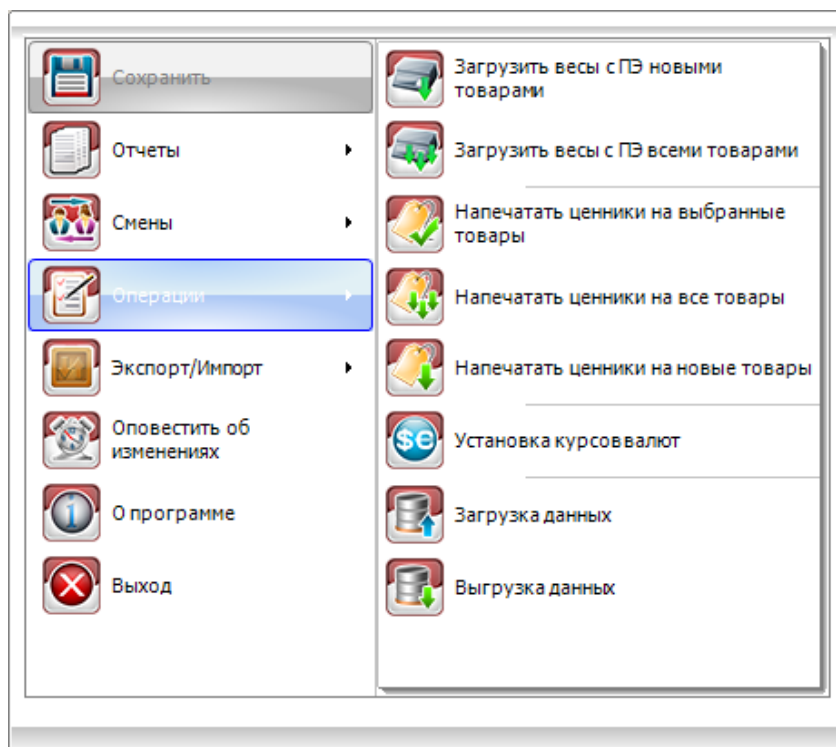 Сохранить
Отчеты
Смены
Операции
Экспорт/Импорт
Оповестить об
изменениях
О программе
Выход
Загрузить весы с ПЭ новыми
товарами
Загрузить весы с ПЭ всеми товарами
Напечатать ценники на выбранные
товары
Напечатать ценники на все товары
Напечатать ценники на новые товары
Установка курсов валют
Загрузка данных
Выгрузка данных